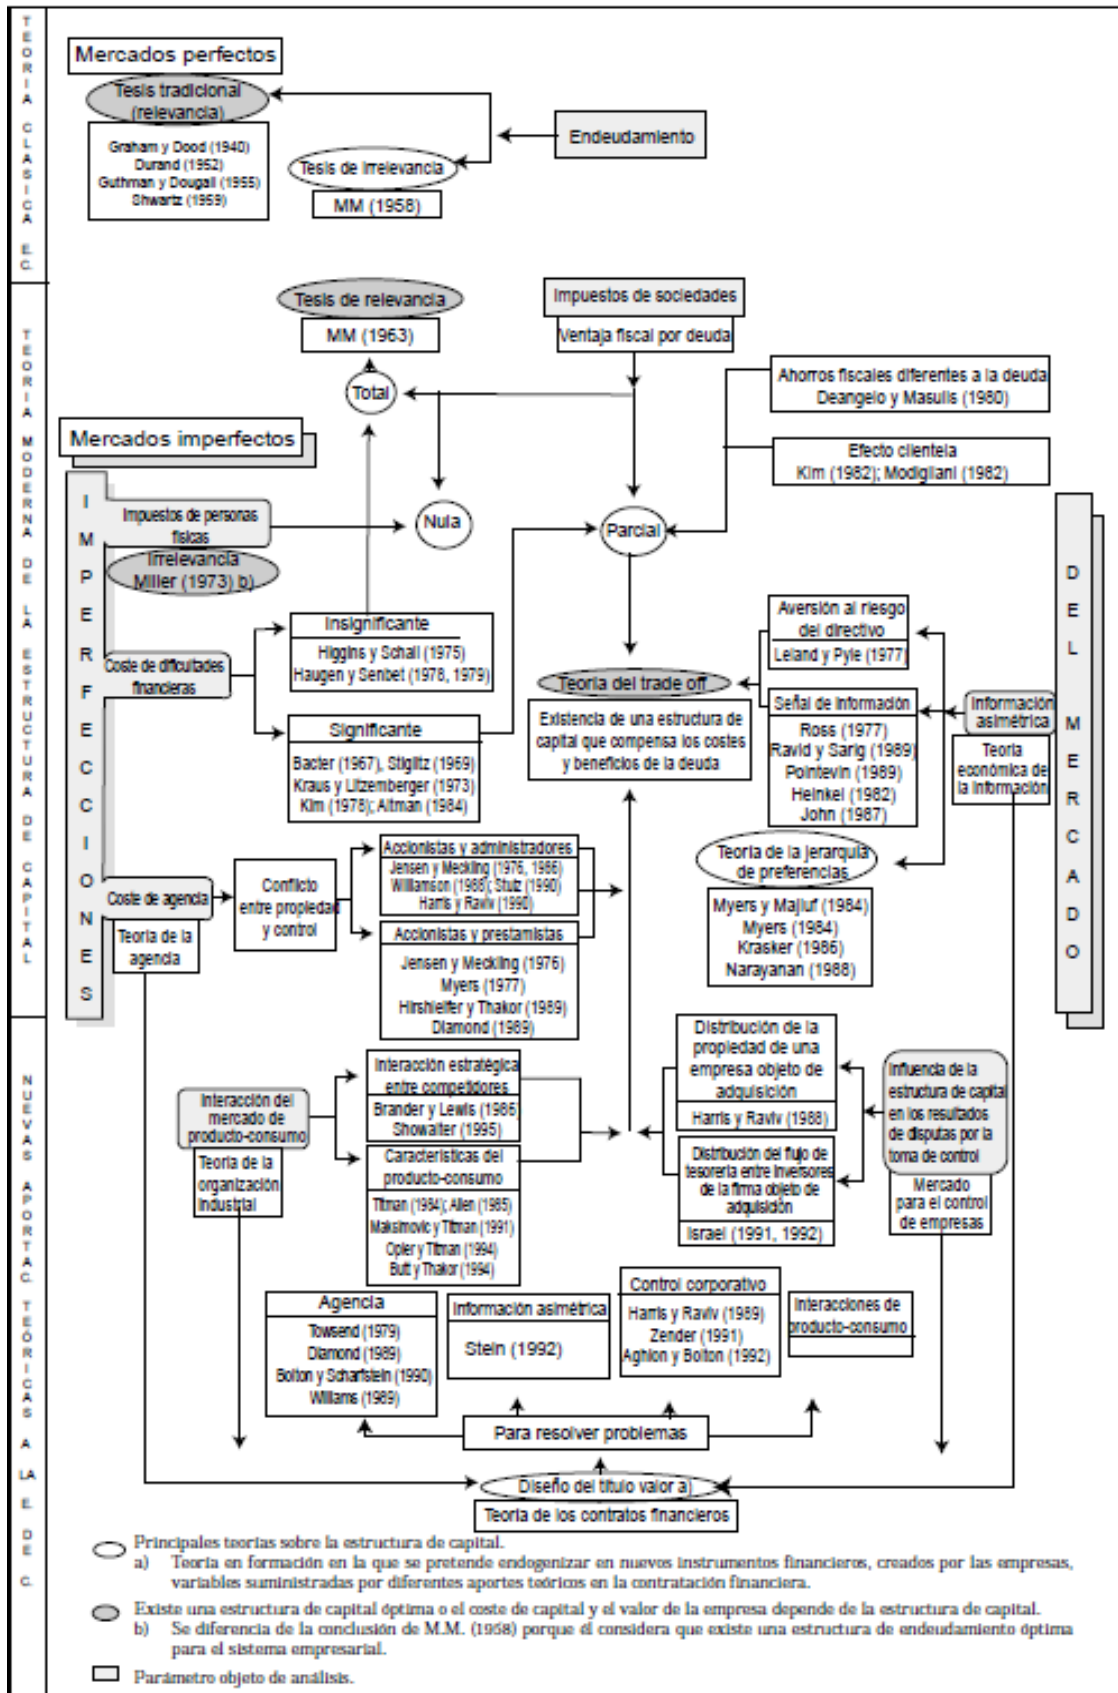 TEORIA CLASICA E.C.
Mercados perfectos
Tesis tradicional
(relevancia)
Graham y Dood (1940)
Durand (1952)
Guthman y Dougall (1955)
Shwartz (1959)
Endeudamiento
Tesis de irrelevancia
MM (1958)
TEORIA MODERNA DE LA ESTRUCTURA DE CAPITAL
Tesis de relevancia
MM (1963)
Impuestos de sociedades
Ventaja fiscal por deuda
Total
Ahorros fiscales diferentes a la deuda
Deangelo y Masulis (1980)
Mercados imperfectos
Efecto clientela
Kim (1982); Modigliani (1982)
IMPERFECCIONES
DEL MERCADO
Impuestos de personas
físicas
Nula
Parcial
Irrelevancia
Miller (1973) b)
Insignificante
Higgins y Schall (1975)
Haugen y Senbet (1978, 1979)
Coste de dificultades
financieras
Significante
Bacter (1967), Stiglitz (1969)
Kraus y Litzemberger (1973)
Kim (1978); Altman (1984)
Teoría del trade off
Existencia de una estructura de
capital que compensa los costes
y beneficios de la deuda
Aversión al riesgo
del directivo
Leland y Pyle (1977)
Señal de información
Ross (1977)
Ravid y Sarig (1989)
Pointevin (1989)
Heinkel (1982)
John (1987)
Información
asimétrica
Teoría
económica de
la información
Teoría de la jerarquía
de preferencias
Myers y Majluf (1984)
Myers (1984)
Krasker (1986)
Narayanan (1988)
Coste de agencia
Teoría de la
agencia
Conflicto
entre propiedad
y control
Accionistas y administradores
Jensen y Meckling (1976, 1986)
Williamson (1988); Stulz (1990)
Harris y Raviv (1990)
Accionistas y prestamistas
Jensen y Meckling (1976)
Myers (1977)
Hirshleifer y Thakor (1989)
Diamond (1989)
NUEVAS APORTAC. TEÓRICAS A LA E. DE C.
Interacción del
mercado de
producto-consumo
Teoría de la
organización
industrial
Interacción estratégica
entre competidores
Brander y Lewis (1986)
Showalter (1995)
Características del
producto-consumo
Titman (1984); Allen (1985)
Maksimovic y Titman (1991)
Opler y Titman (1994)
Butt y Thakor (1994)
Distribución de la
propiedad de una
empresa objeto de
adquisición
Harris y Raviv (1988)
Distribución del flujo de
tesorería entre inversores
de la firma objeto de
adquisición
Israel (1991, 1992)
Influencia de la
estructura de capital
en los resultados
de disputas por la
toma de control
Mercado
para el control
de empresas
Agencia
Towsend (1979)
Diamond (1989)
Bolton y Scharfstein (1990)
Williams (1989)
Información asimétrica
Stein (1992)
Control corporativo
Harris y Raviv (1989)
Zender (1991)
Aghion y Bolton (1992)
Interacciones de
producto-consumo
Para resolver problemas
Diseño del título valor a)
Teoría de los contratos financieros
Principales teorías sobre la estructura de capital.
a) Teoría en formación en la que se pretende endogenizar en nuevos instrumentos financieros, creados por las empresas,
variables suministradas por diferentes aportes teóricos en la contratación financiera.
Existe una estructura de capital óptima o el coste de capital y el valor de la empresa depende de la estructura de capital.
b) Se diferencia de la conclusión de M.M. (1958) porque él considera que existe una estructura de endeudamiento óptima
para el sistema empresarial.
Parámetro objeto de análisis.